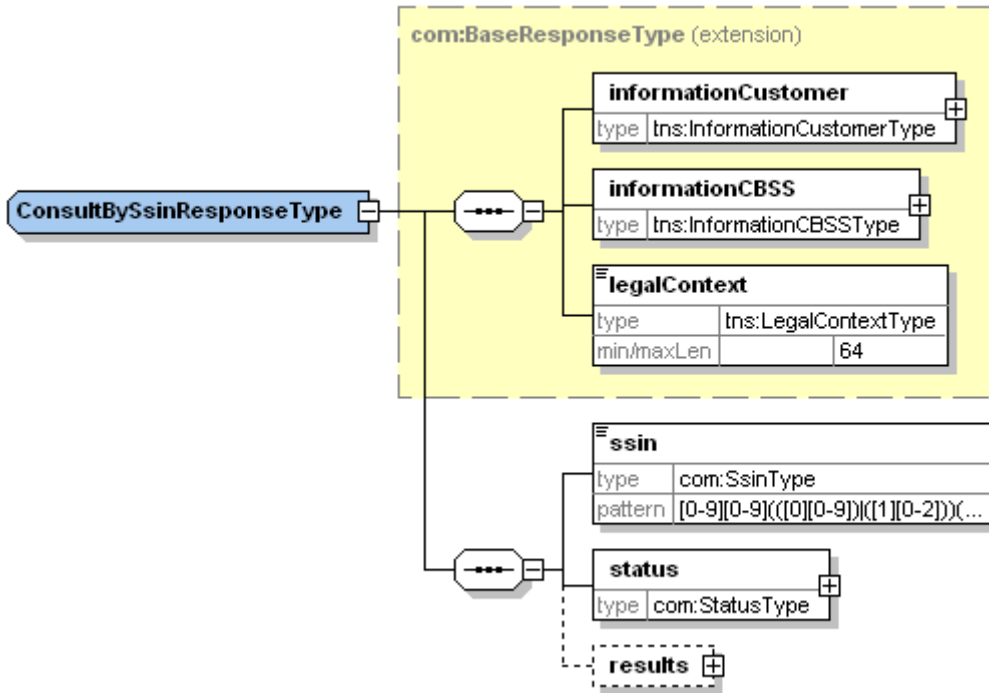 com:BaseResponseType (extension)
informationCustomer
type tns:InformationCustomerType
ConsultBySsinResponseType
informationCBSS
type tns:InformationCBSSType
legalContext
type tns:LegalContextType
min/maxLen 64
ssin
type com:SsinType
pattern [0-9][0-9](([0][0-9])|([1][0-2]))(...
status
type com:StatusType
results